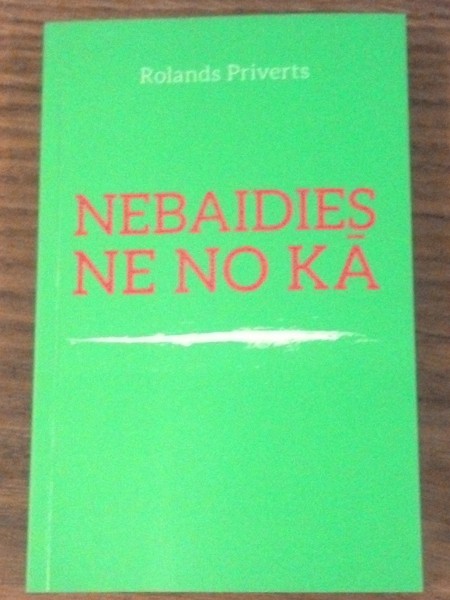 Rolands Priverts
NEBAIDIES
NE NO KĀ